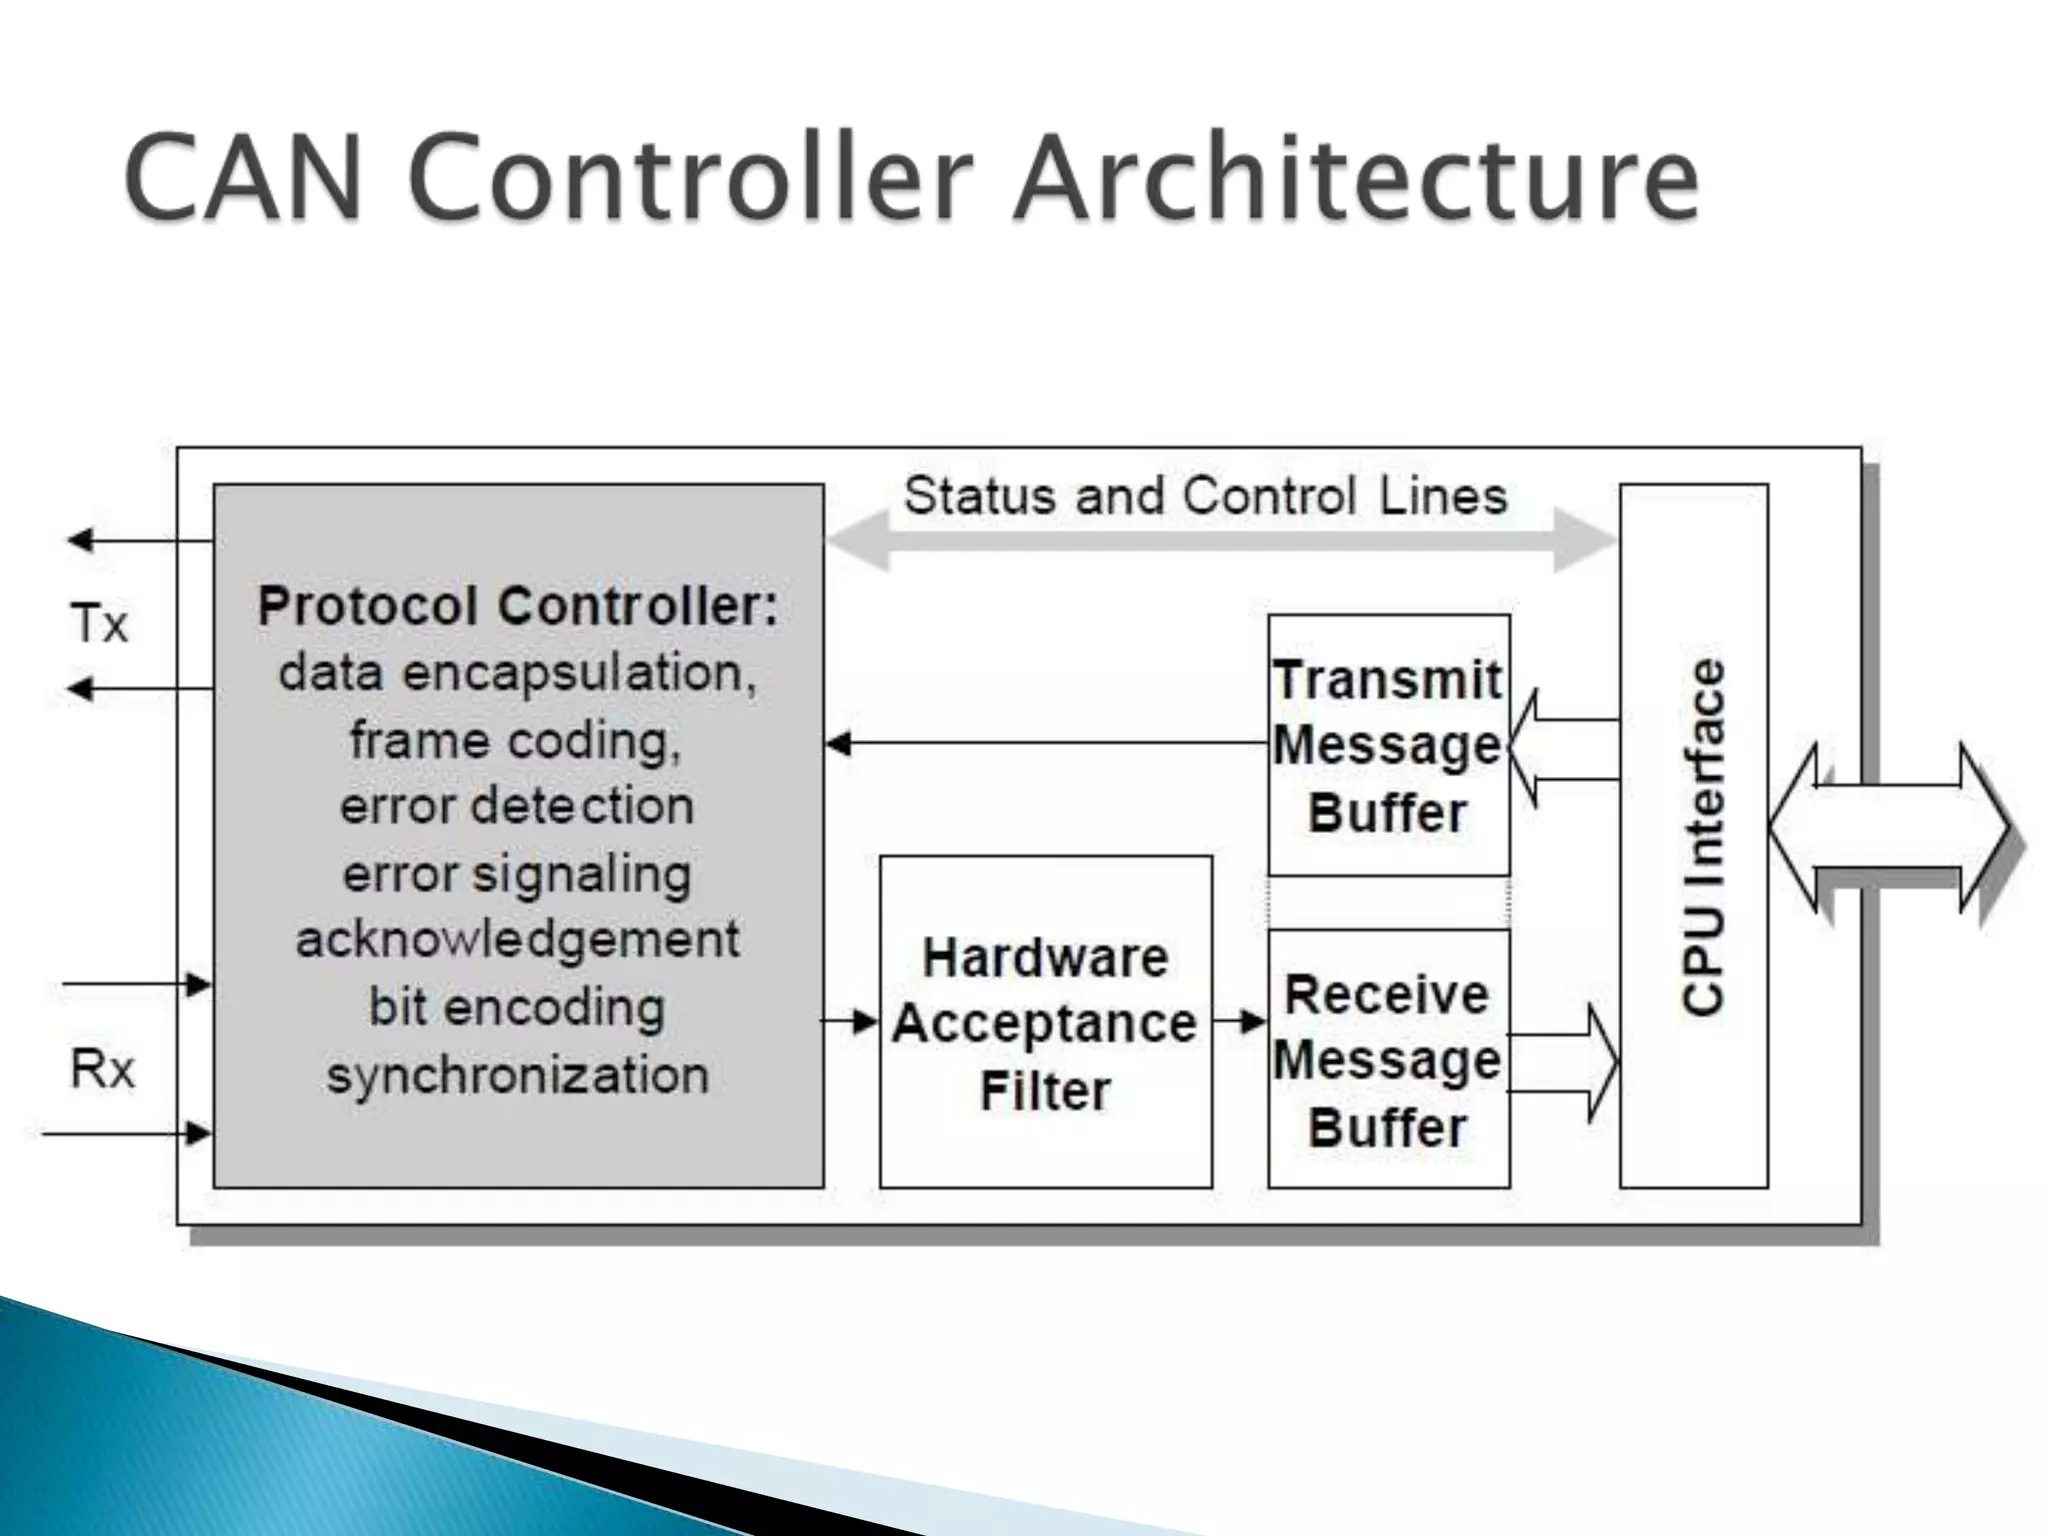 CAN Controller Architecture
Status and Control Lines
Tx
Rx
Protocol Controller:
data encapsulation,
frame coding,
error detection
error signaling
acknowledgement
bit encoding
synchronization
Hardware
Acceptance
Filter
Transmit
Message
Buffer
Receive
Message
Buffer
CPU Interface